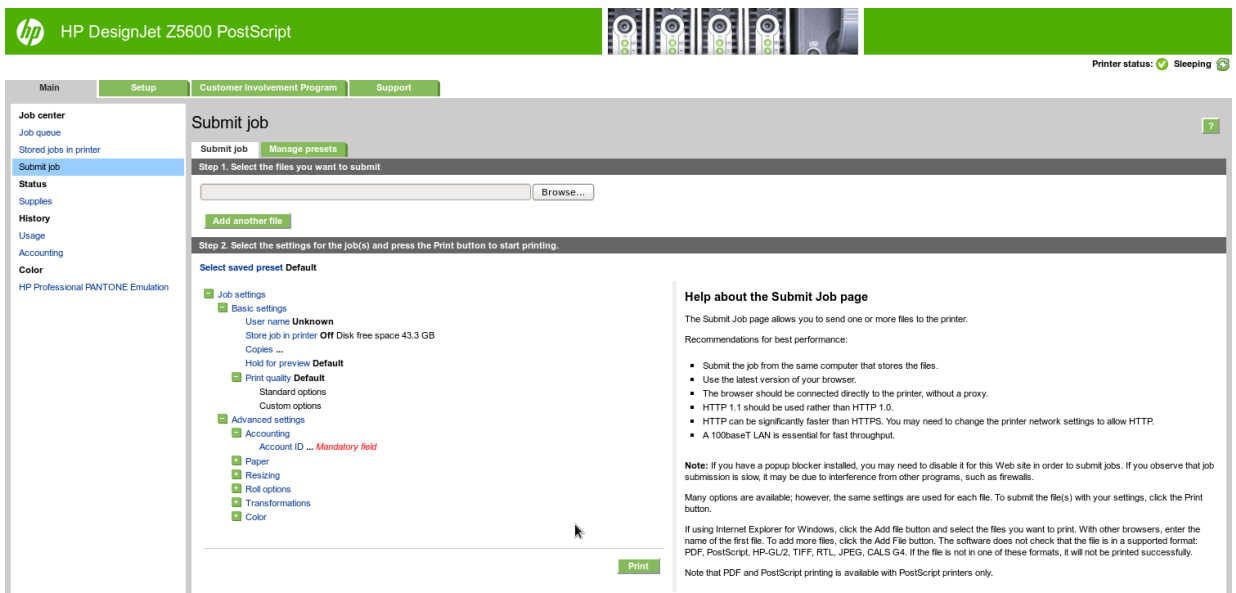 hp HP DesignJet Z5600 PostScript
UID
Printer status: Sleeping
Main Setup Customer Involvement Program Support
Job center
Job queue
Stored jobs in printer
Submit job
Status
Supplies
History
Usage
Accounting
Color
HP Professional PANTONE Emulation
Submit job
?
Submit job Manage presets
Step 1. Select the files you want to submit
Browse...
Add another file
Step 2. Select the settings for the job(s) and press the Print button to start printing.
Select saved preset Default
Job settings
Basic settings
User name Unknown
Store job in printer Off Disk free space 43.3 GB
Copies ...
Hold for preview Default
Print quality Default
Standard options
Custom options
Advanced settings
Accounting
Account ID ... Mandatory field
Paper
Resizing
Roll options
Transformations
Color
Print
Help about the Submit Job page
The Submit Job page allows you to send one or more files to the printer.
Recommendations for best performance:
Submit the job from the same computer that stores the files.
Use the latest version of your browser.
The browser should be connected directly to the printer, without a proxy.
HTTP 1.1 should be used rather than HTTP 1.0.
HTTP can be significantly faster than HTTPS. You may need to change the printer network settings to allow HTTP.
A 100baseT LAN is essential for fast throughput.
Note: If you have a popup blocker installed, you may need to disable it for this Web site in order to submit jobs. If you observe that job
submission is slow, it may be due to interference from other programs, such as firewalls.
Many options are available; however, the same settings are used for each file. To submit the file(s) with your settings, click the Print
button.
If using Internet Explorer for Windows, click the Add file button and select the files you want to print. With other browsers, enter the
name of the first file. To add more files, click the Add File button. The software does not check that the file is in a supported format:
PDF, PostScript, HP-GL/2, TIFF, RTL, JPEG, CALS G4. If the file is not in one of these formats, it will not be printed successfully.
Note that PDF and PostScript printing is available with PostScript printers only.